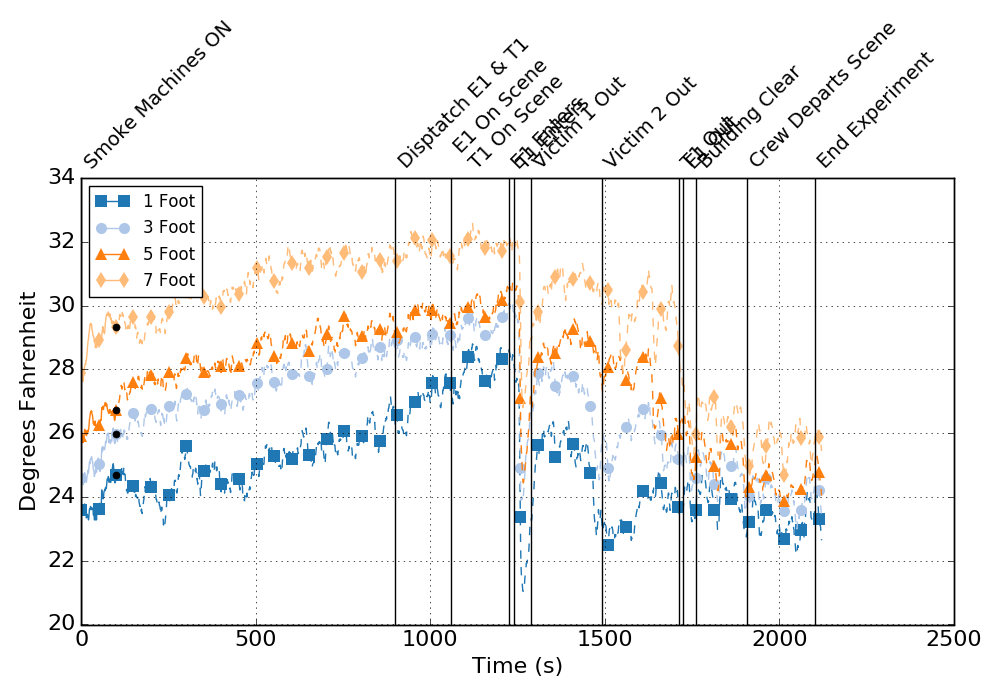 Smoke Machines ON
Disptatch E1 & T1
E1 On Scene
T1 On Scene
E1 Enters
T1 Enters
Victim 1 Out
Victim 2 Out
T1 Out
E1 Out
Building Clear
Crew Departs Scene
End Experiment
34
32
30
28
26
24
22
20
Degrees Fahrenheit
1 Foot
3 Foot
5 Foot
7 Foot
0
500
1000
1500
2000
2500
Time (s)